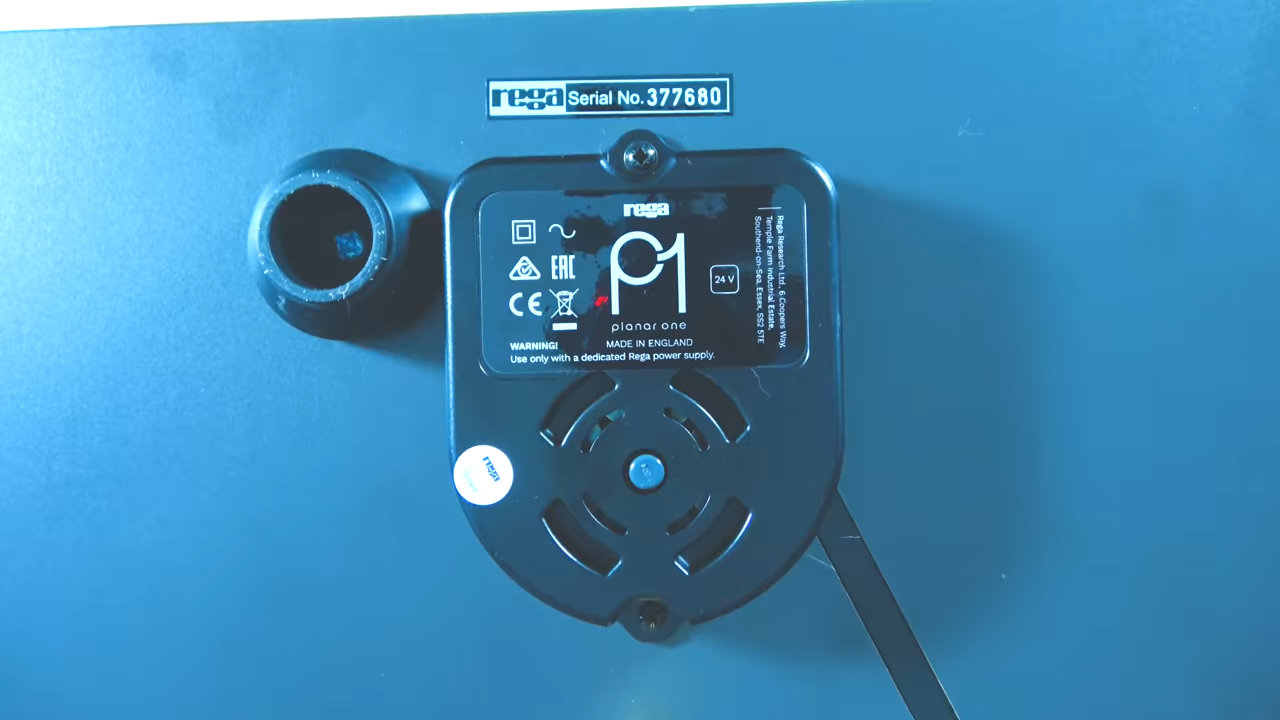 rega Serial No. 377680
rega
EAC
P1
24 V
CE
planar one
MADE IN ENGLAND
WARNING!
Use only with a dedicated Rega power supply.
Rega Research Ltd., 6 Coopers Way,
Temple Farm Industrial Estate,
Southend-on-Sea, Essex, SS2 5TE
rega